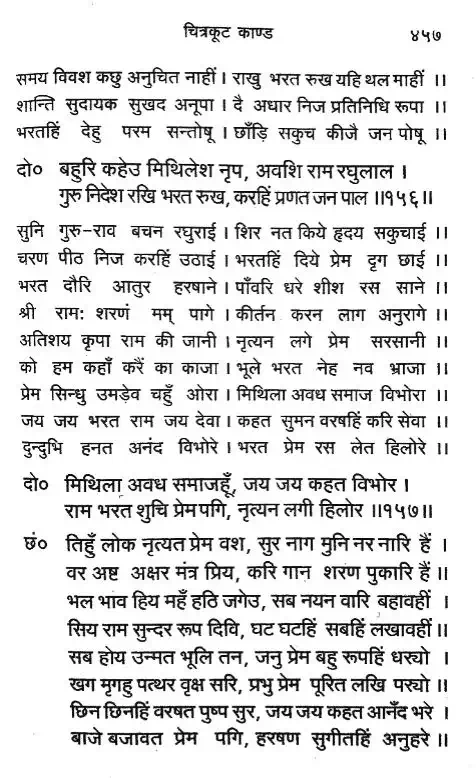 चित्रकूट काण्ड ४५७
समय विवश कछु अनुचित नाहीं । राखु भरत रुख यहि थल माहीं ।।
शान्ति सुदायक सुखद अनूपा । दै अधार निज प्रतिनिधि रूपा ।।
भरतहिं देहु परम सन्तोषू । छाँड़ि सकुच कीजै जन पोषू ।।
दो० बहुरि कहेउ मिथिलेश नृप, अवशि राम रघुलाल ।
गुरु निदेश रखि भरत रुख, करहिं प्रणत जन पाल ।।१५६।।
सुनि गुरु-राव बचन रघुराई । शिर नत किये हृदय सकुचाई ।।
चरण पीठ निज करहिं उठाई । भरतहिं दिये प्रेम दृग छाई ।।
भरत दौरि आतुर हरषाने । पाँवरि धरे शीश रस साने ।।
श्री रामः शरणं मम् पागे । कीर्तन करन लाग अनुरागे ।।
अतिशय कृपा राम की जानी । नृत्यन लगे प्रेम सरसानी ।।
को हम कहाँ करैं का काजा । भूले भरत नेह नव भ्राजा ।।
प्रेम सिन्धु उमड़ेव चहुँ ओरा । मिथिला अवध समाज विभोरा ।।
जय जय भरत राम जय देवा । कहत सुमन वरषहिं करि सेवा ।।
दुन्दुभि हनत अनंद विभोरे । भरत प्रेम रस लेत हिलोरे ।।
दो० मिथिला अवध समाजहूँ, जय जय कहत विभोर ।
राम भरत शुचि प्रेमपगि, नृत्यन लगी हिलोर ।।१५७।।
छं० तिहुँ लोक नृत्यत प्रेम वश, सुर नाग मुनि नर नारि हैं ।
वर अष्ट अक्षर मंत्र प्रिय, करि गान शरण पुकारि हैं ।।
भल भाव हिय महँ हठि जगेउ, सब नयन वारि बहावहीं ।
सिय राम सुन्दर रूप दिवि, घट घटहिं सबहिं लखावहीं ।।
सब होय उन्मत भूलि तन, जनु प्रेम बहु रूपहिं धर्‌यो ।
खग मृगहु पत्थर वृक्ष सरि, प्रभु प्रेम पूरित लखि पर्‌यो ।।
छिन छिनहिं वरषत पुष्प सुर, जय जय कहत आनँद भरे ।
बाजे बजावत प्रेम पगि, हरषण सुगीतहिं अनुहरे ।।